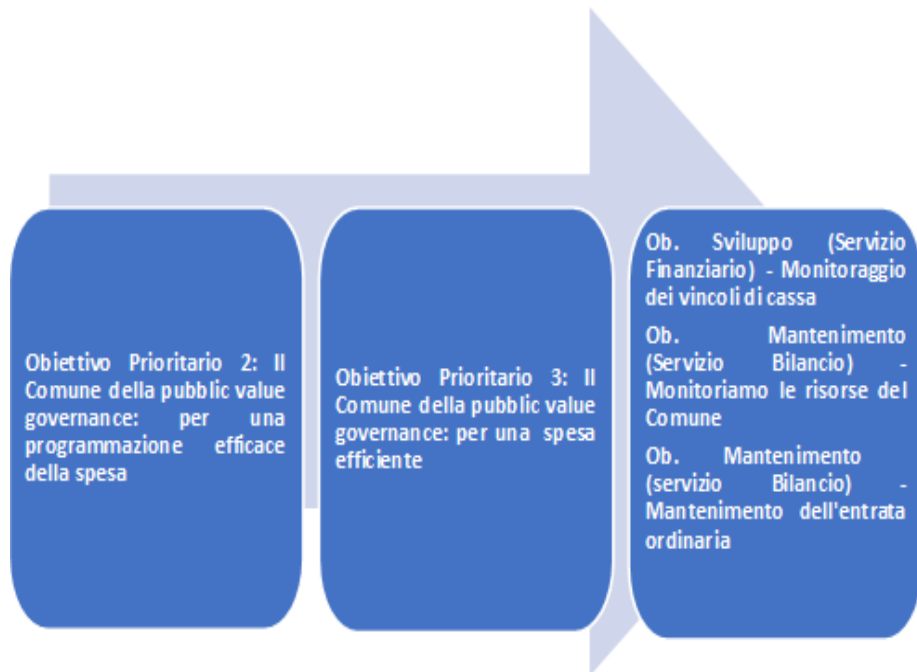 Obiettivo Prioritario 2: Il
Comune della pubblic value
governance: per una
programmazione efficace
della spesa
Obiettivo Prioritario 3: Il
Comune della pubblic value
governance: per una spesa
efficiente
Ob. Sviluppo (Servizio
Finanziario) - Monitoraggio
dei vincoli di cassa
Ob. Mantenimento
(Servizio Bilancio) -
Monitoriamo le risorse del
Comune
Ob. Mantenimento
(servizio Bilancio) -
Mantenimento dell'entrata
ordinaria